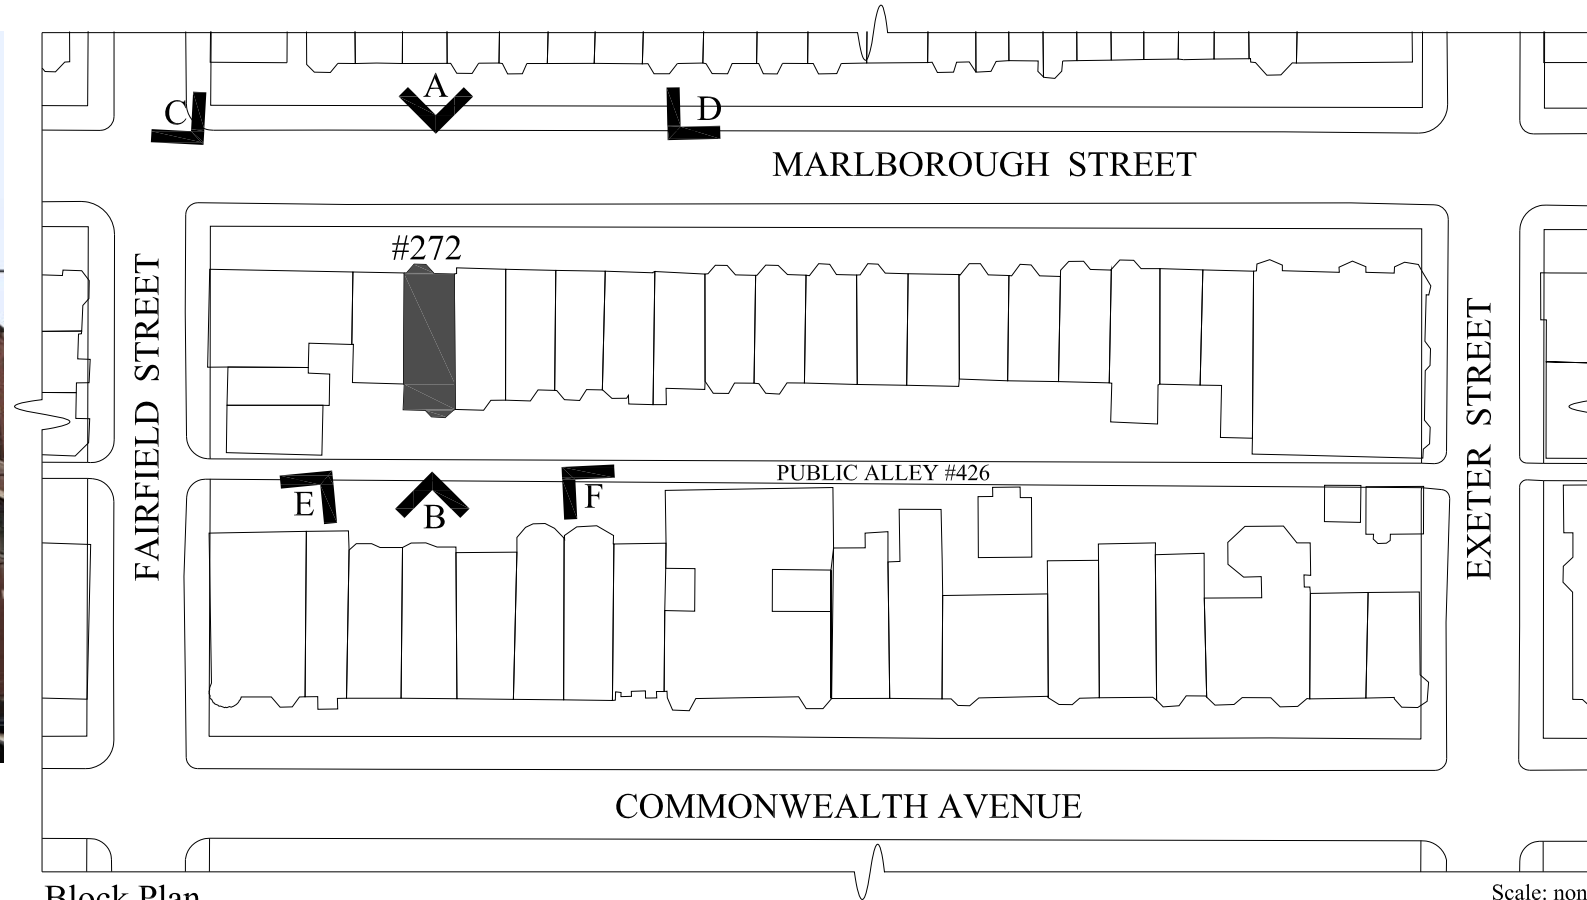 A
C
D
MARLBOROUGH STREET
#272
FAIRFIELD STREET
EXETER STREET
PUBLIC ALLEY #426
E
B
F
COMMONWEALTH AVENUE
Block Plan
Scale: non